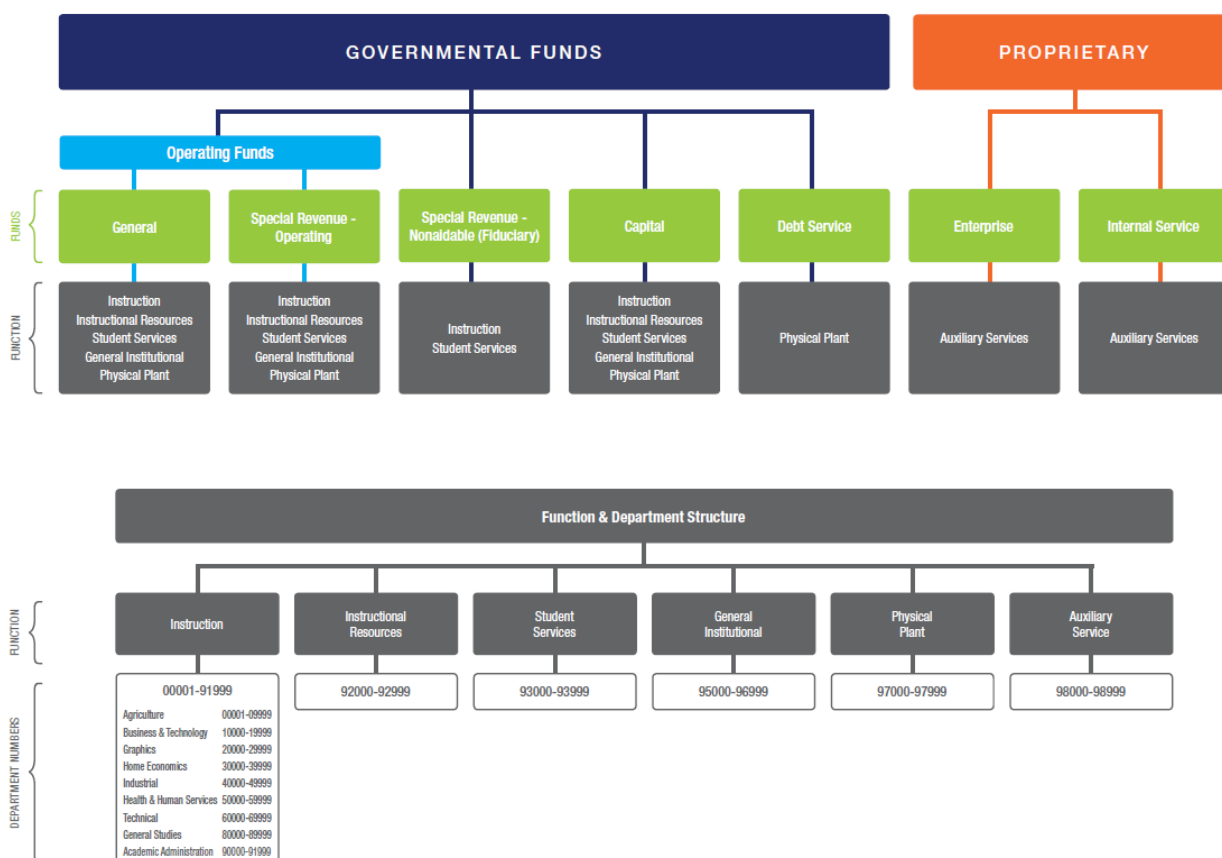 GOVERNMENTAL FUNDS
PROPRIETARY
Operating Funds
FUNDS
General
Special Revenue -
Operating
Special Revenue -
Nonaidable (Fiduciary)
Capital
Debt Service
Enterprise
Internal Service
FUNCTION
Instruction
Instructional Resources
Student Services
General Institutional
Physical Plant
Instruction
Instructional Resources
Student Services
General Institutional
Physical Plant
Instruction
Student Services
Instruction
Instructional Resources
Student Services
General Institutional
Physical Plant
Physical Plant
Auxiliary Services
Auxiliary Services
Function & Department Structure
FUNCTION
Instruction
Instructional
Resources
Student
Services
General
Institutional
Physical
Plant
Auxiliary
Service
DEPARTMENT NUMBERS
00001-91999
Agriculture 00001-09999
Business & Technology 10000-19999
Graphics 20000-29999
Home Economics 30000-39999
Industrial 40000-49999
Health & Human Services 50000-59999
Technical 60000-69999
General Studies 80000-89999
Academic Administration 90000-91999
92000-92999
93000-93999
95000-96999
97000-97999
98000-98999